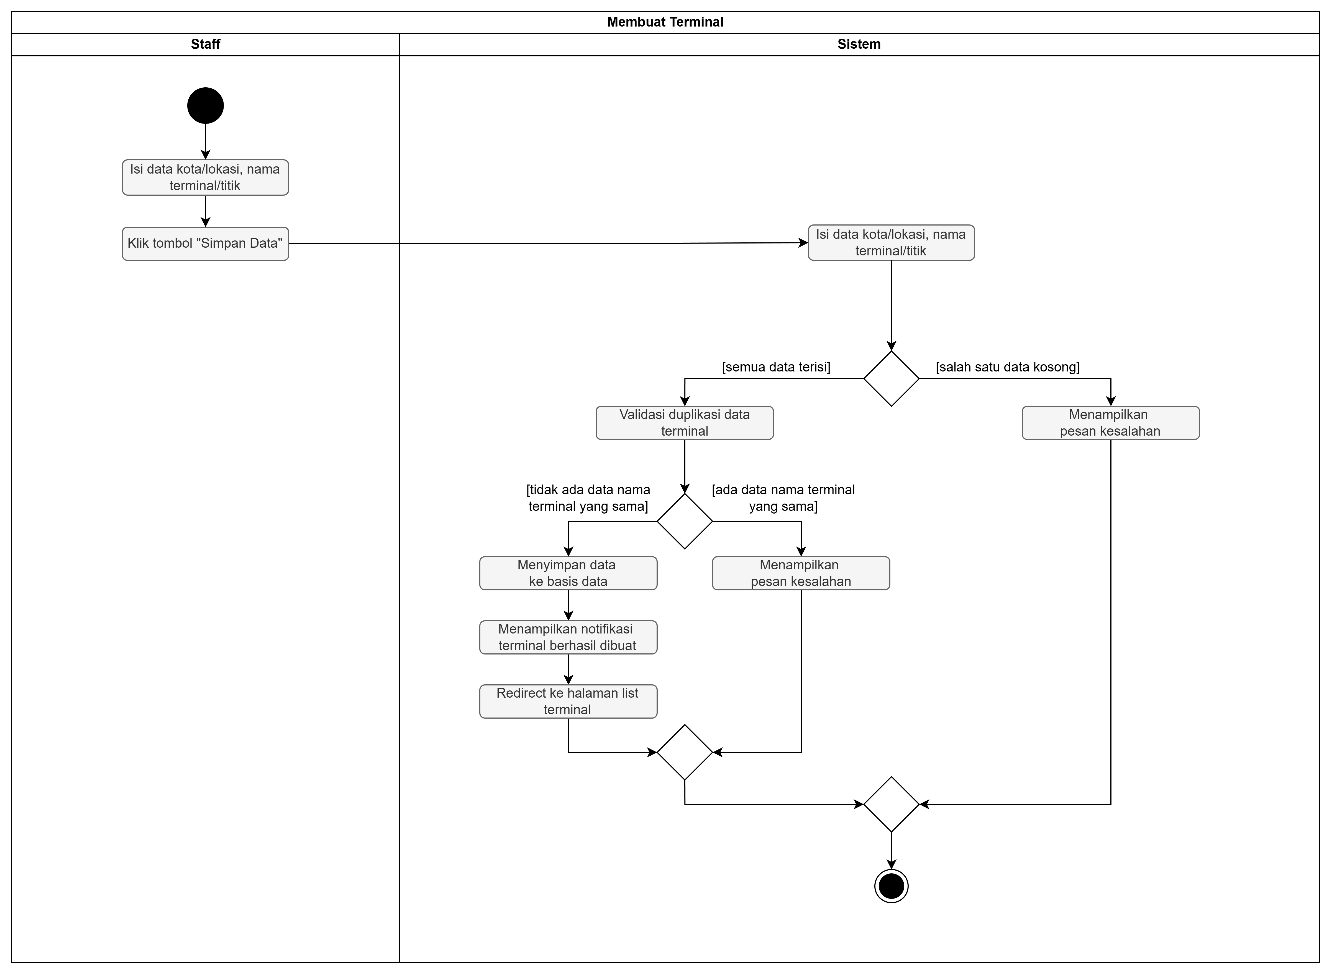 Membuat Terminal
Staff
Sistem
Isi data kota/lokasi, nama
terminal/titik
Klik tombol "Simpan Data"
Isi data kota/lokasi, nama
terminal/titik
[semua data terisi]
[salah satu data kosong]
Validasi duplikasi data
terminal
Menampilkan
pesan kesalahan
[tidak ada data nama
terminal yang sama]
[ada data nama terminal
yang sama]
Menyimpan data
ke basis data
Menampilkan
pesan kesalahan
Menampilkan notifikasi
terminal berhasil dibuat
Redirect ke halaman list
terminal